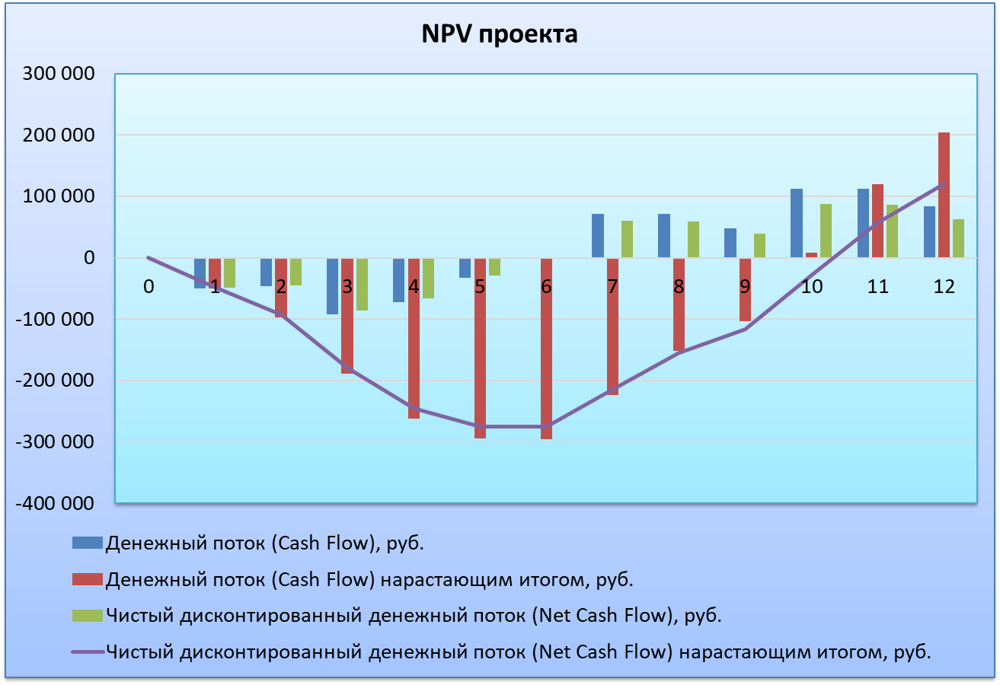 NPV проекта
300 000
200 000
100 000
0
-100 000
-200 000
-300 000
-400 000
0 1 2 3 4 5 6 7 8 9 10 11 12
Денежный поток (Cash Flow), руб.
Денежный поток (Cash Flow) нарастающим итогом, руб.
Чистый дисконтированный денежный поток (Net Cash Flow), руб.
Чистый дисконтированный денежный поток (Net Cash Flow) нарастающим итогом, руб.